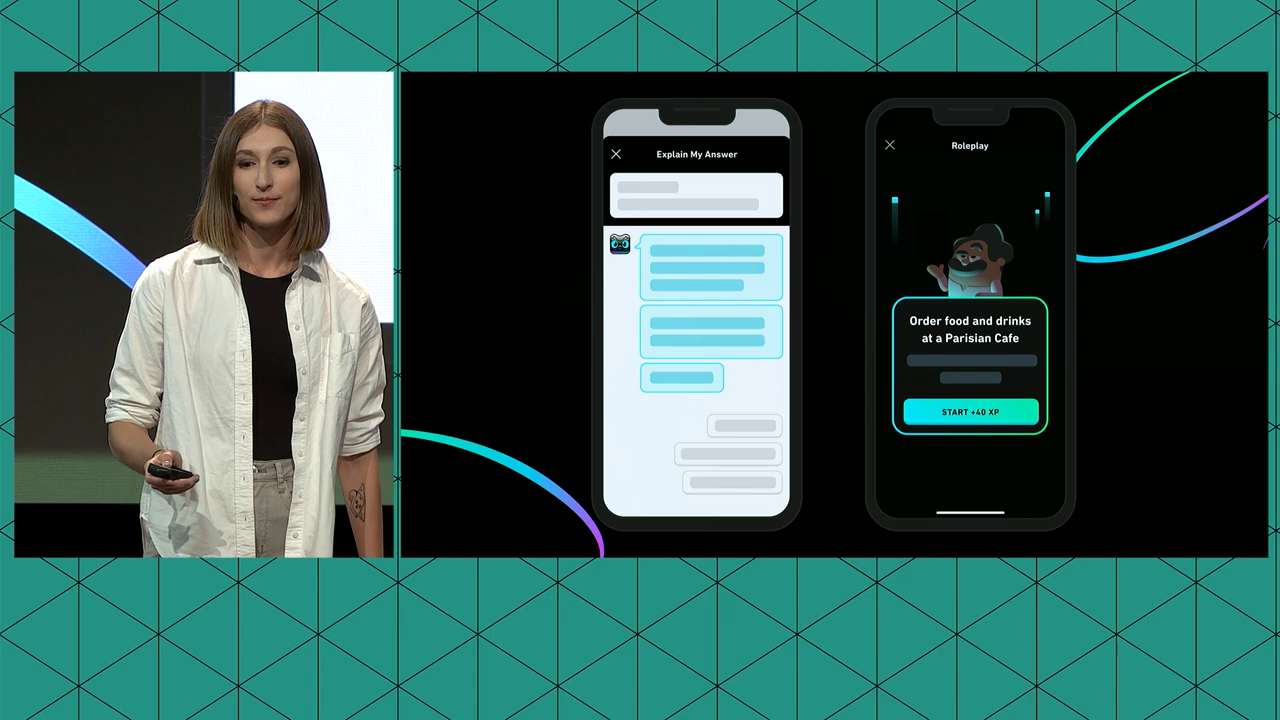 Explain My Answer
Roleplay
Order food and drinks
at a Parisian Cafe
START +40 XP